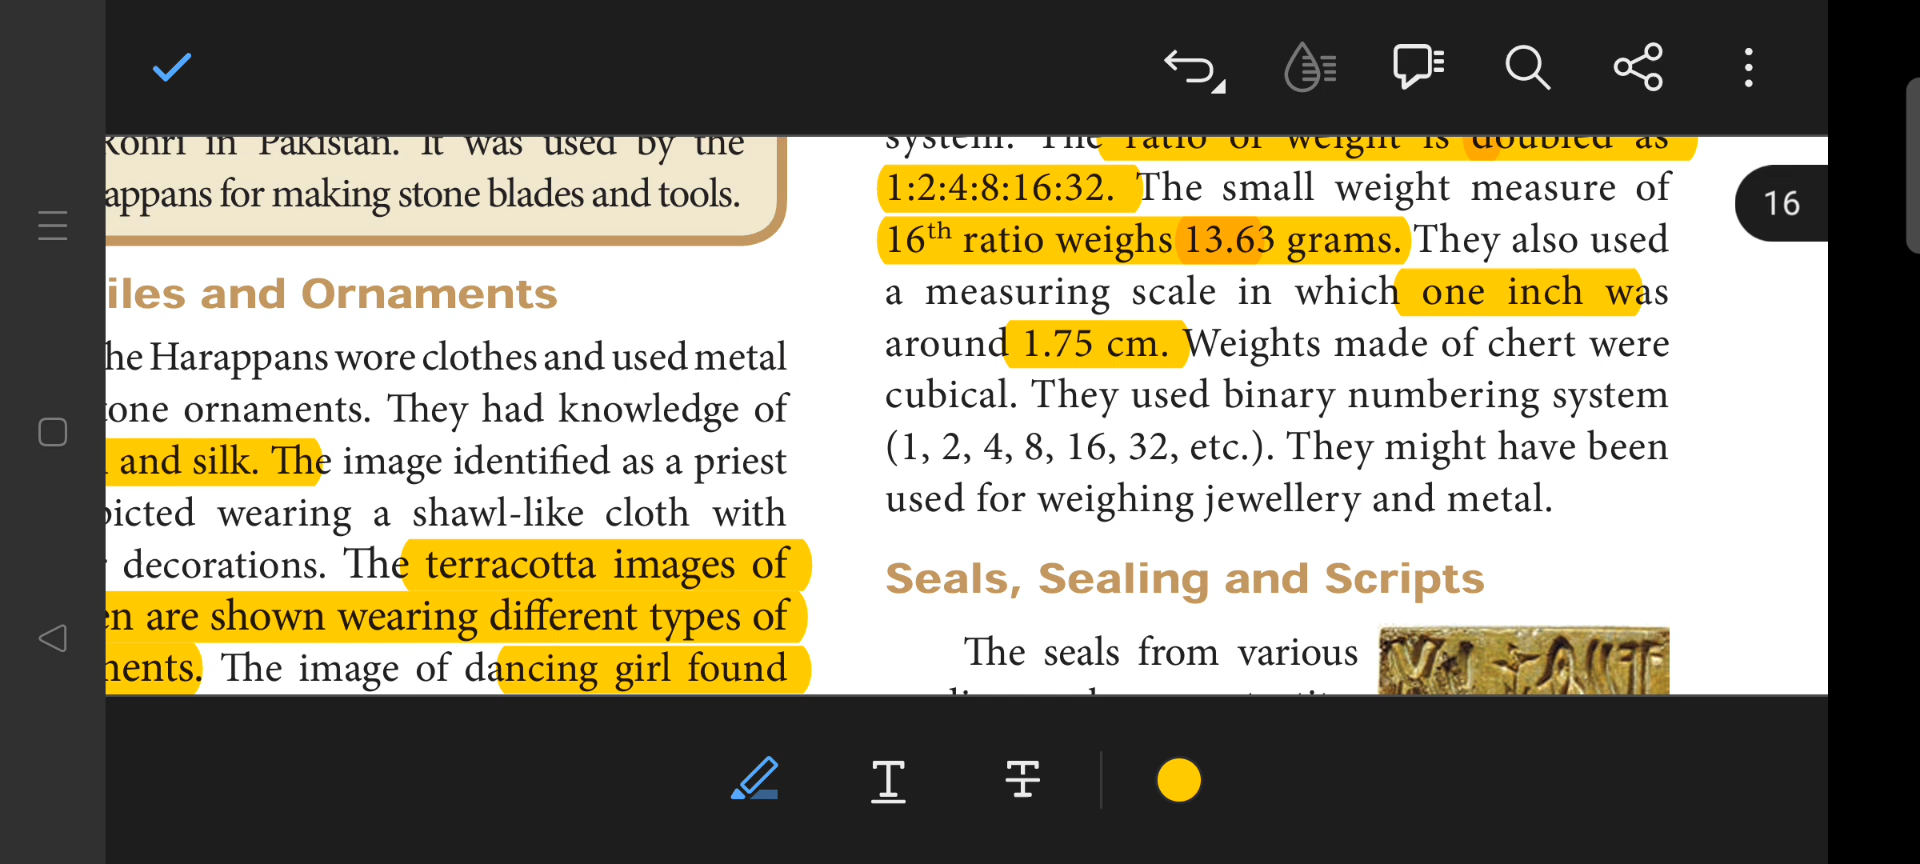 Rohri in Pakistan. It was used by the
appans for making stone blades and tools.
iles and Ornaments
he Harappans wore clothes and used metal
tone ornaments. They had knowledge of
and silk. The image identified as a priest
picted wearing a shawl-like cloth with
decorations. The terracotta images of
en are shown wearing different types of
ments. The image of dancing girl found
system. The ratio of weight is doubled as
1:2:4:8:16:32. The small weight measure of
16th ratio weighs 13.63 grams. They also used
a measuring scale in which one inch was
around 1.75 cm. Weights made of chert were
cubical. They used binary numbering system
(1, 2, 4, 8, 16, 32, etc.). They might have been
used for weighing jewellery and metal.
Seals, Sealing and Scripts
The seals from various
16